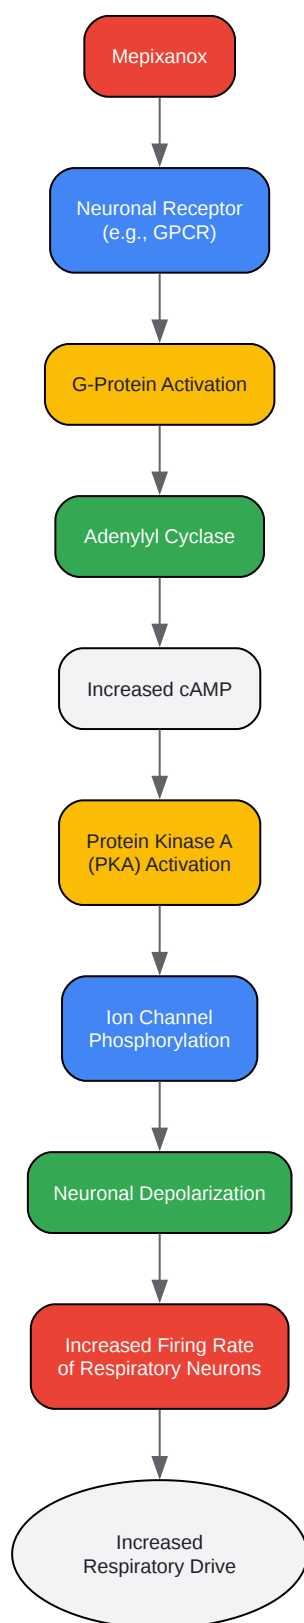 Mepixanox
Neuronal Receptor
(e.g., GPCR)
G-Protein Activation
Adenylyl Cyclase
Increased cAMP
Protein Kinase A
(PKA) Activation
Ion Channel
Phosphorylation
Neuronal Depolarization
Increased Firing Rate
of Respiratory Neurons
Increased
Respiratory Drive